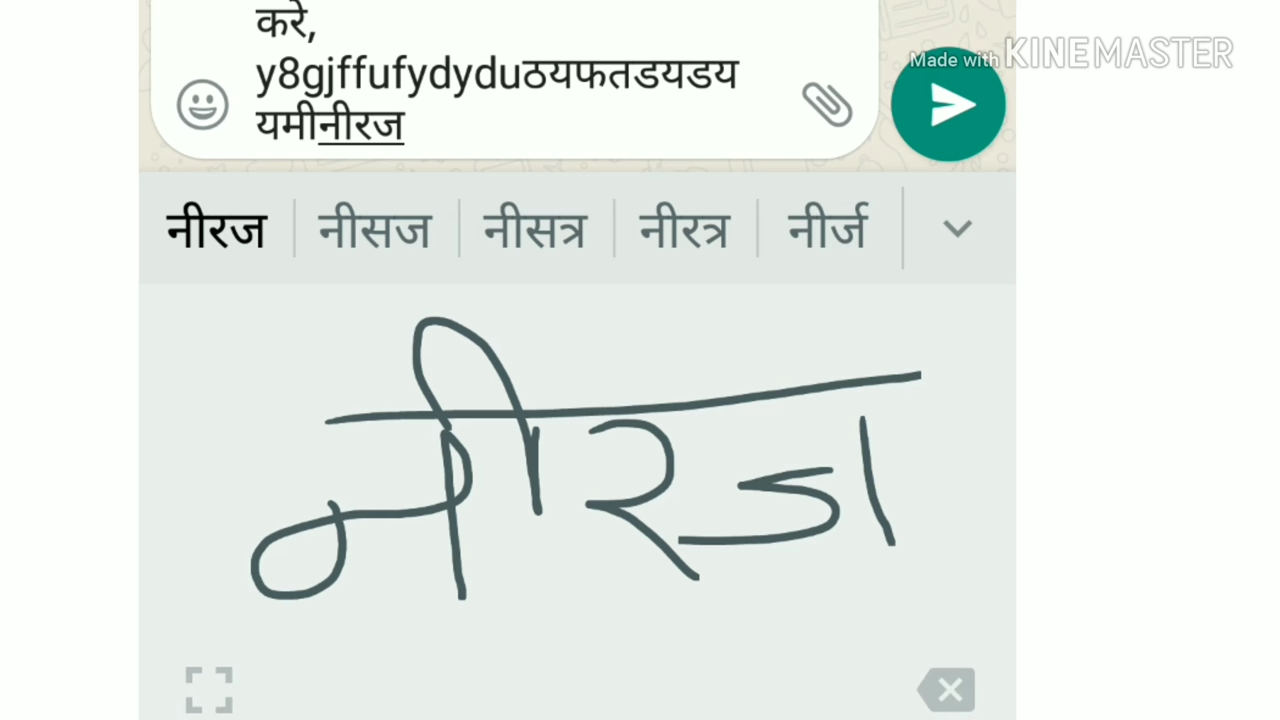 करे,
Made with KINEMASTER
y8gjffufydyduठयफतडयडय
यमीनीरज
नीरज नीसज नीसत्र नीरत्र नीर्ज
नीरज